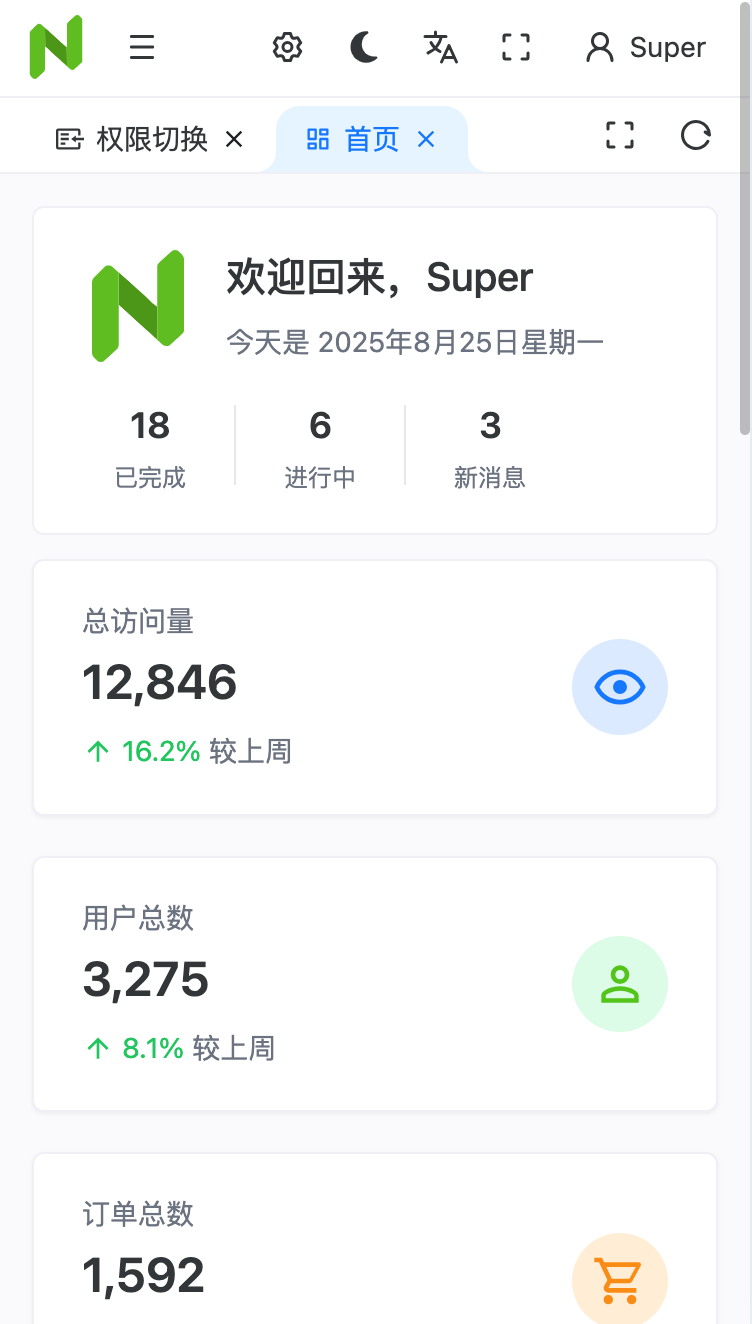 Super
权限切换
首页
欢迎回来，Super
今天是 2025年8月25日星期一
18
6
3
已完成
进行中
新消息
总访问量
12,846
16.2% 较上周
用户总数
3,275
8.1% 较上周
订单总数
1,592